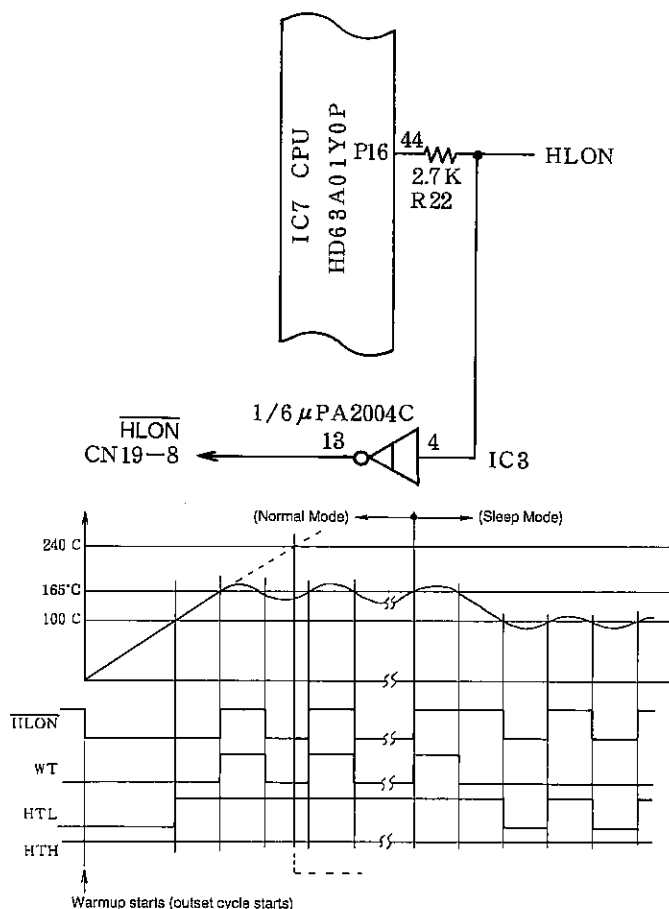 IC7 CPU
HD63A01Y0P
P16
44
2.7K
R22
HLON
1/6 μPA2004C
HLON
CN19-8
13
4
IC3
(Normal Mode)
(Sleep Mode)
240 C
165°C
100 C
HLON
WT
HTL
HTH
Warmup starts (outset cycle starts)